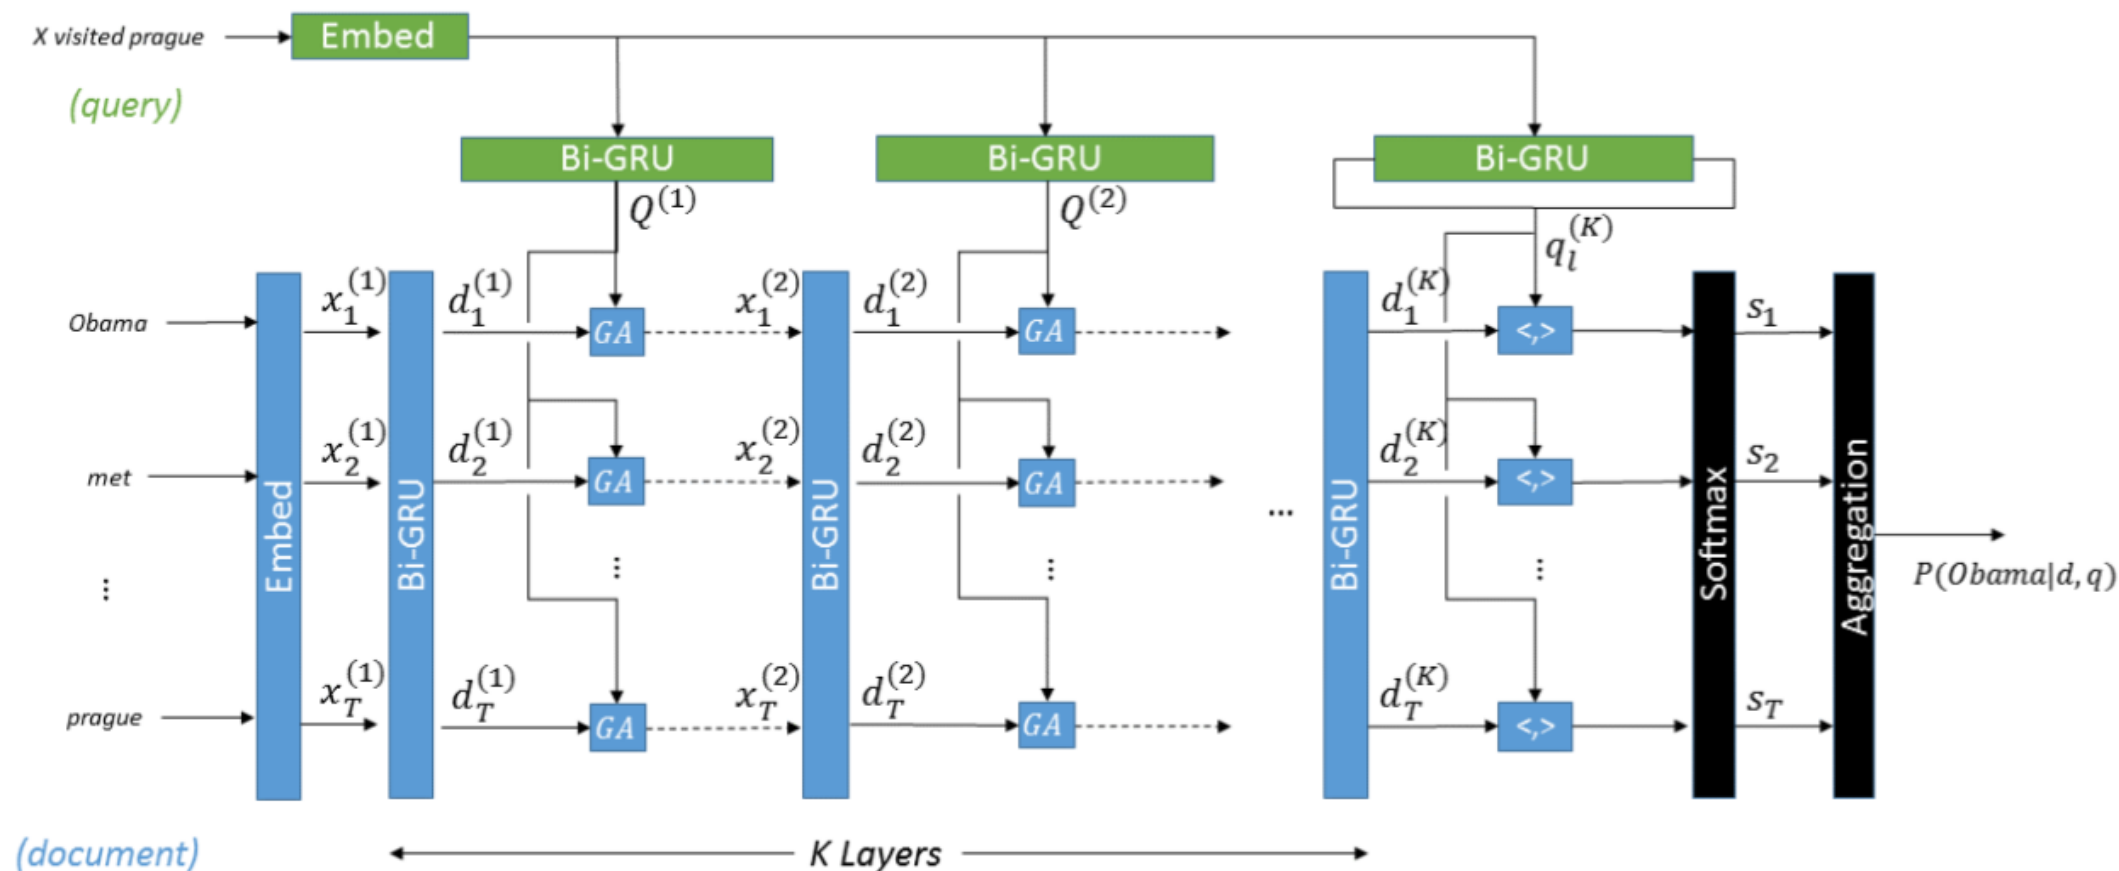 X visited prague
Embed
(query)
Bi-GRU
Bi-GRU
Bi-GRU
Q^(1)
Q^(2)
q_l^(K)
Obama
x_1^(1)
d_1^(1)
GA
x_1^(2)
d_1^(2)
GA
d_1^(K)
<,>
s_1
met
x_2^(1)
d_2^(1)
GA
x_2^(2)
d_2^(2)
GA
d_2^(K)
<,>
s_2
...
Embed
Bi-GRU
...
Bi-GRU
...
...
Bi-GRU
...
Softmax
Aggregation
P(Obama|d, q)
prague
x_T^(1)
d_T^(1)
GA
x_T^(2)
d_T^(2)
GA
d_T^(K)
<,>
s_T
(document)
K Layers